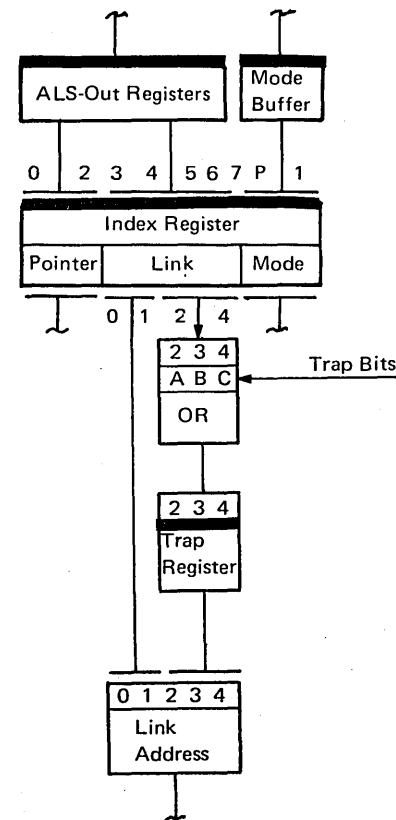 ALS-Out Registers
Mode
Buffer
0 2 3 4 5 6 7 P 1
Index Register
Pointer Link Mode
0 1 2 4
2 3 4
Trap Bits
A B C
OR
2 3 4
Trap
Register
0 1 2 3 4
Link
Address